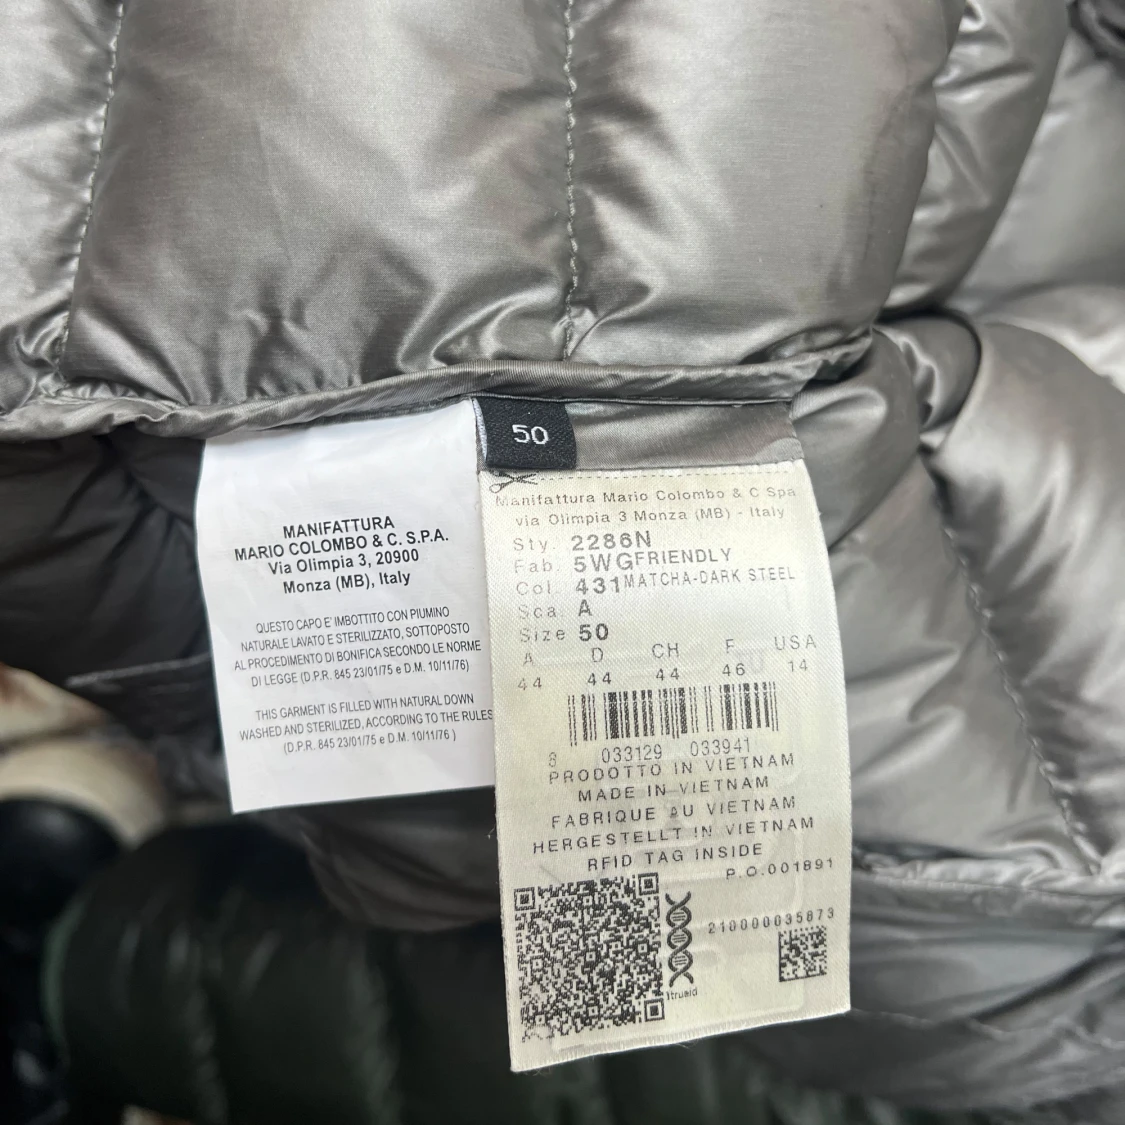 50
MANIFATTURA
MARIO COLOMBO & C. S.P.A.
Via Olimpia 3, 20900
Monza (MB), Italy
QUESTO CAPO E' IMBOTTITO CON PIUMINO
NATURALE LAVATO E STERILIZZATO, SOTTOPOSTO
AL PROCEDIMENTO DI BONIFICA SECONDO LE NORME
DI LEGGE (D.P.R. 845 23/01/75 e D.M. 10/11/76)
THIS GARMENT IS FILLED WITH NATURAL DOWN
WASHED AND STERILIZED, ACCORDING TO THE RULES
(D.P.R. 845 23/01/75 e D.M. 10/11/76 )
Manifattura Mario Colombo & C Spa
via Olimpia 3 Monza (MB) - Italy
Sty. 2286N
Fab. 5WGFRIENDLY
Col. 431MATCHA-DARK STEEL
Sca. A
Size 50
A D CH F USA
44 44 44 46 14
8 033129 033941
PRODOTTO IN VIETNAM
MADE IN VIETNAM
FABRIQUE AU VIETNAM
HERGESTELLT IN VIETNAM
RFID TAG INSIDE
P.O.001891
210000035873
1trueid